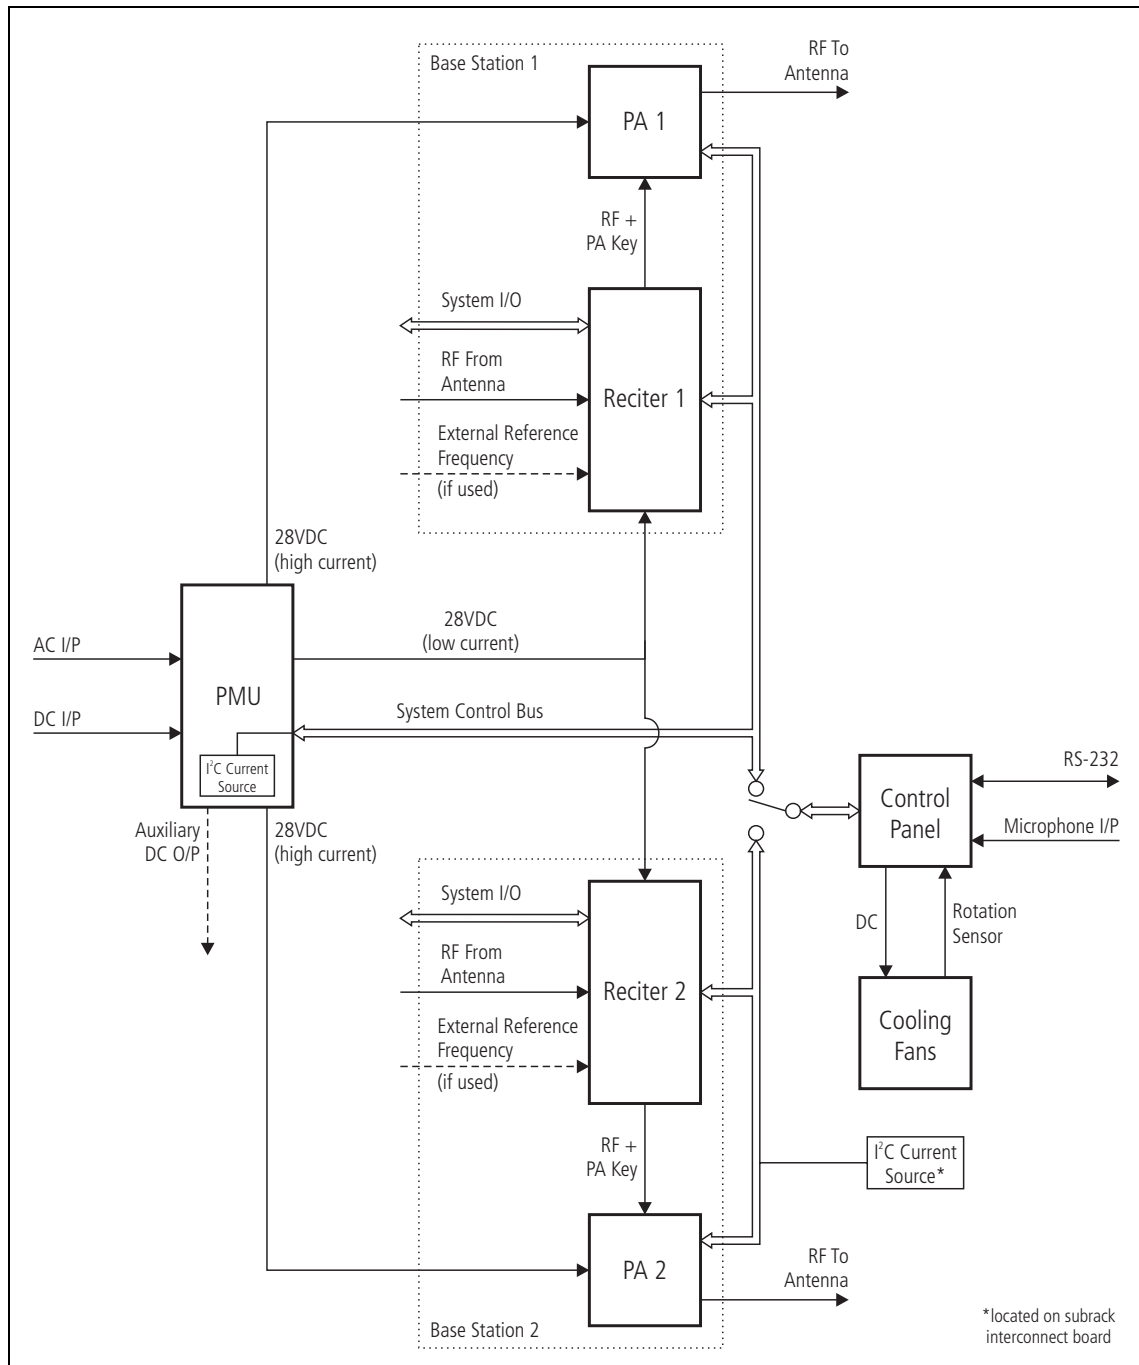 Base Station 1
RF To
Antenna
PA 1
RF +
PA Key
System I/O
RF From
Antenna
Reciter 1
External Reference
Frequency
(if used)
28VDC
(high current)
28VDC
(low current)
AC I/P
PMU
DC I/P
System Control Bus
I²C Current
Source
RS-232
Control
Panel
Microphone I/P
Auxiliary
DC O/P
28VDC
(high current)
System I/O
DC
Rotation
Sensor
RF From
Antenna
Reciter 2
Cooling
Fans
External Reference
Frequency
(if used)
RF +
PA Key
I²C Current
Source*
PA 2
RF To
Antenna
Base Station 2
*located on subrack
interconnect board